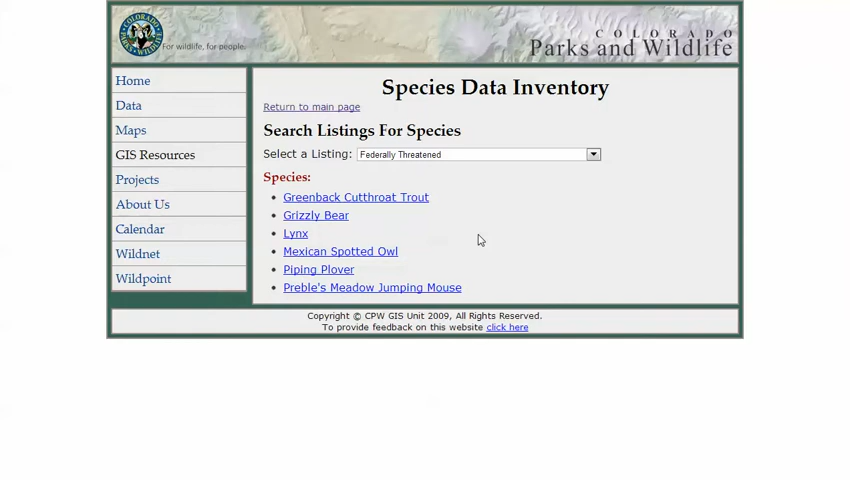 COLORADO
PARKS
WILDLIFE
For wildlife, for people.
COLORADO
Parks and Wildlife
Home
Data
Maps
GIS Resources
Projects
About Us
Calendar
Wildnet
Wildpoint
Species Data Inventory
Return to main page
Search Listings For Species
Select a Listing: Federally Threatened
Species:
Greenback Cutthroat Trout
Grizzly Bear
Lynx
Mexican Spotted Owl
Piping Plover
Preble's Meadow Jumping Mouse
Copyright © CPW GIS Unit 2009, All Rights Reserved.
To provide feedback on this website click here